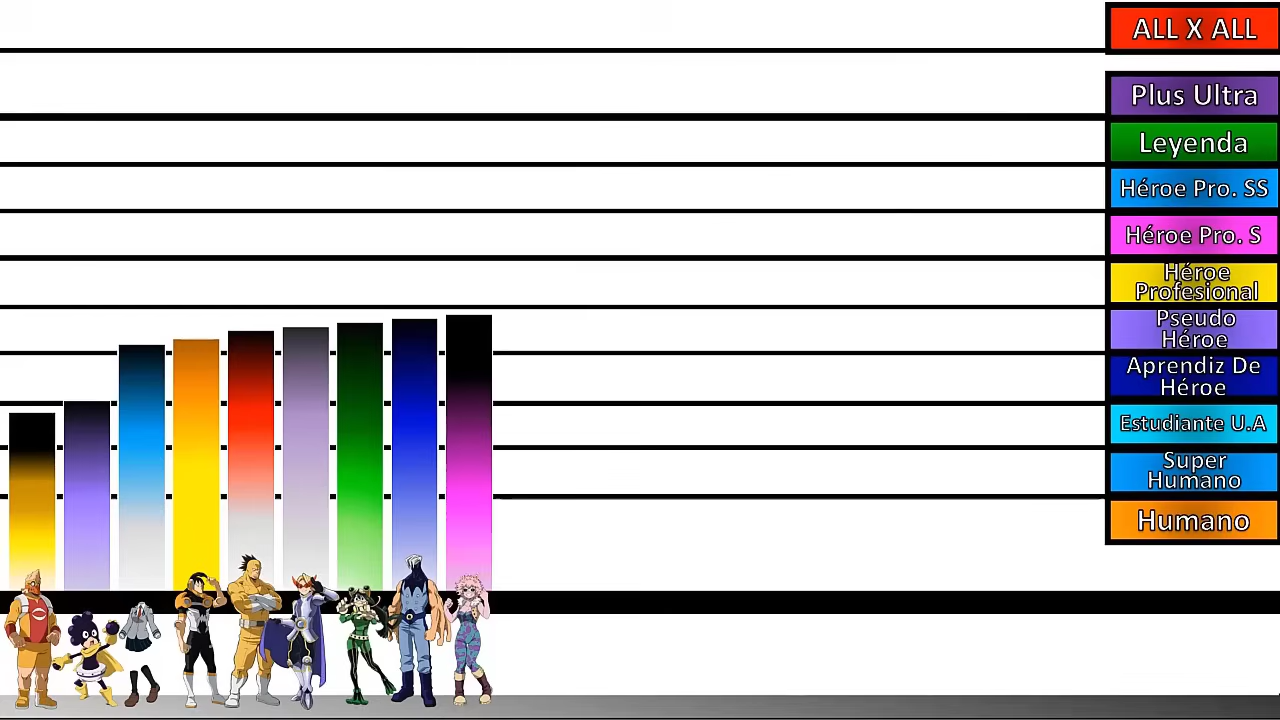 ALL X ALL
Plus Ultra
Leyenda
Héroe Pro. SS
Héroe Pro. S
Héroe
Profesional
Pseudo
Héroe
Aprendiz De
Héroe
Estudiante U.A
Super
Humano
Humano